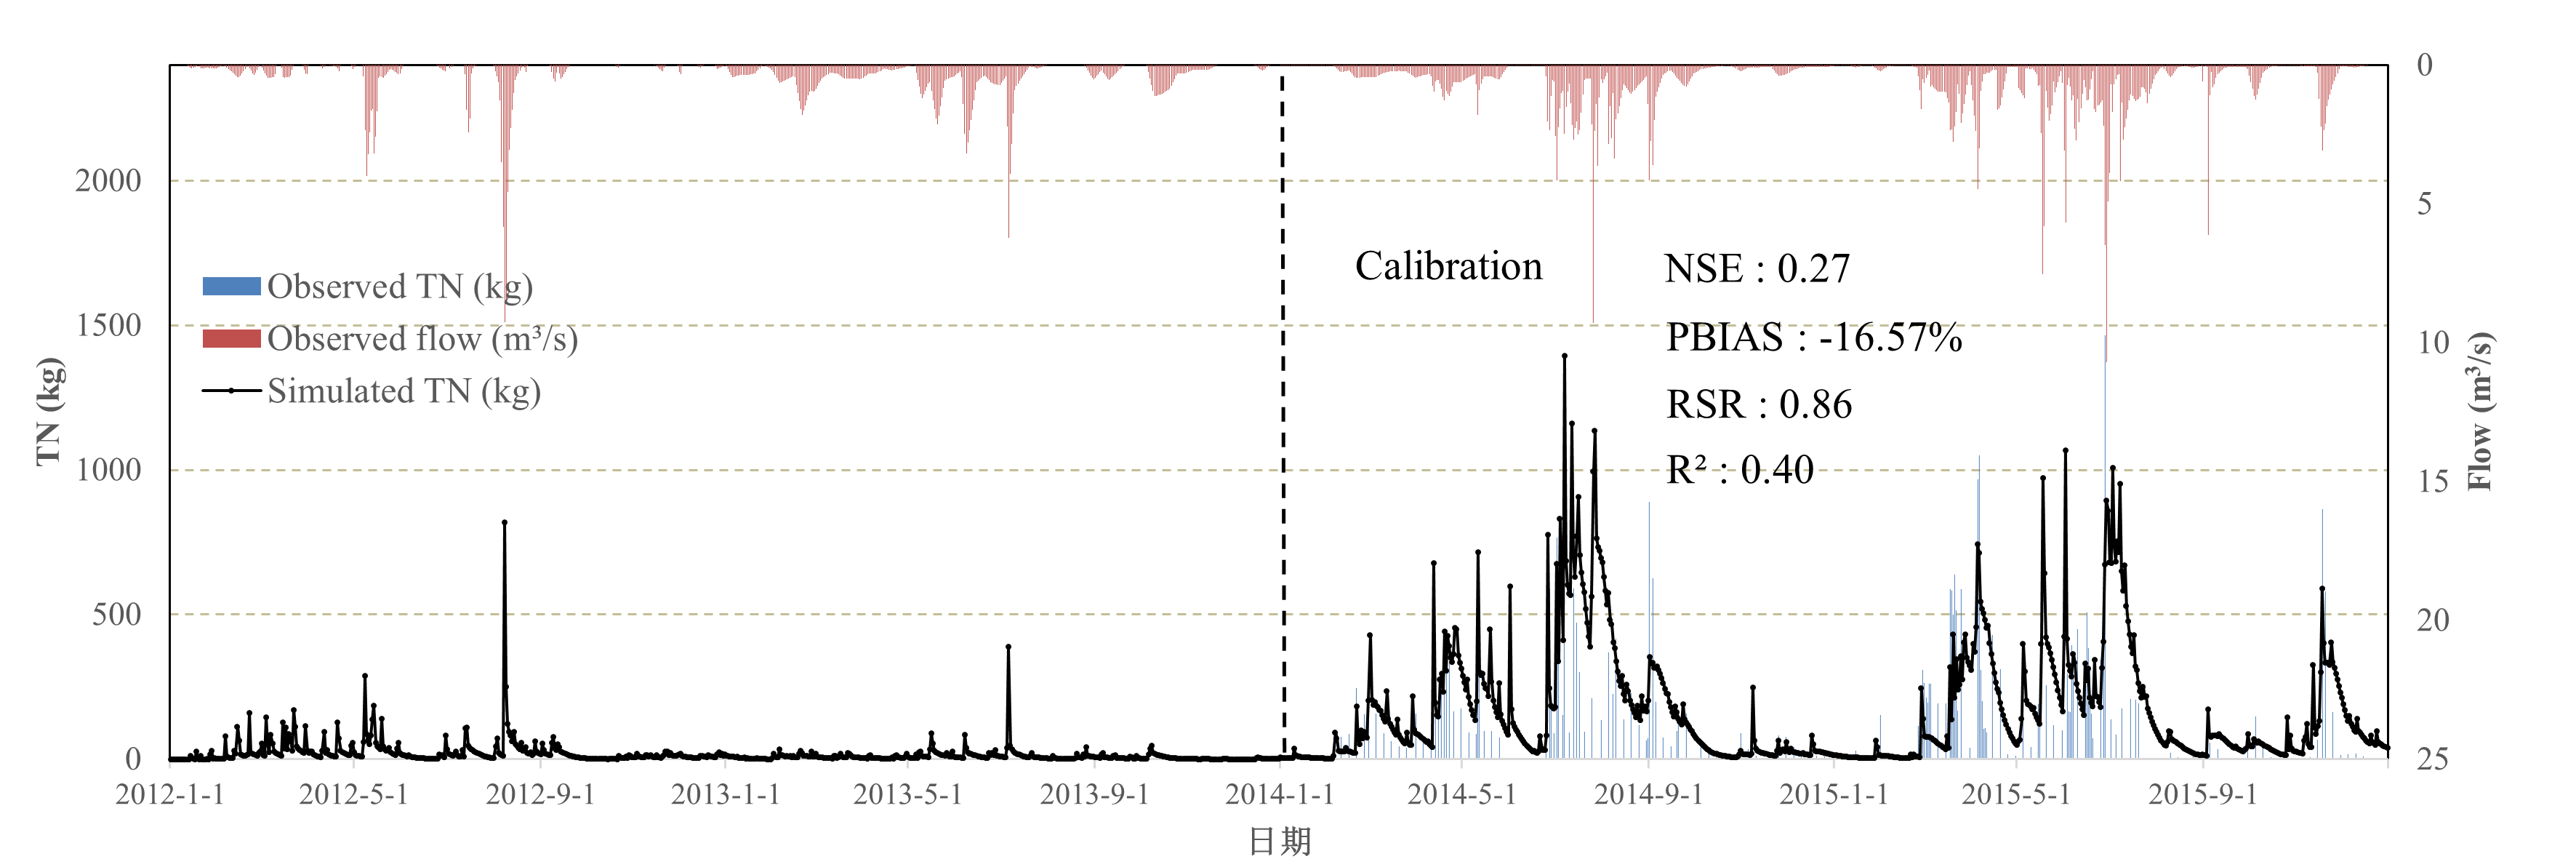 0
2000
5
Calibration
NSE : 0.27
Observed TN (kg)
1500
Observed flow (m³/s)
PBIAS : -16.57%
10
Simulated TN (kg)
RSR : 0.86
TN (kg)
Flow (m³/s)
1000
R² : 0.40
15
500
20
0
25
2012-1-1 2012-5-1 2012-9-1 2013-1-1 2013-5-1 2013-9-1 2014-1-1 2014-5-1 2014-9-1 2015-1-1 2015-5-1 2015-9-1
日期